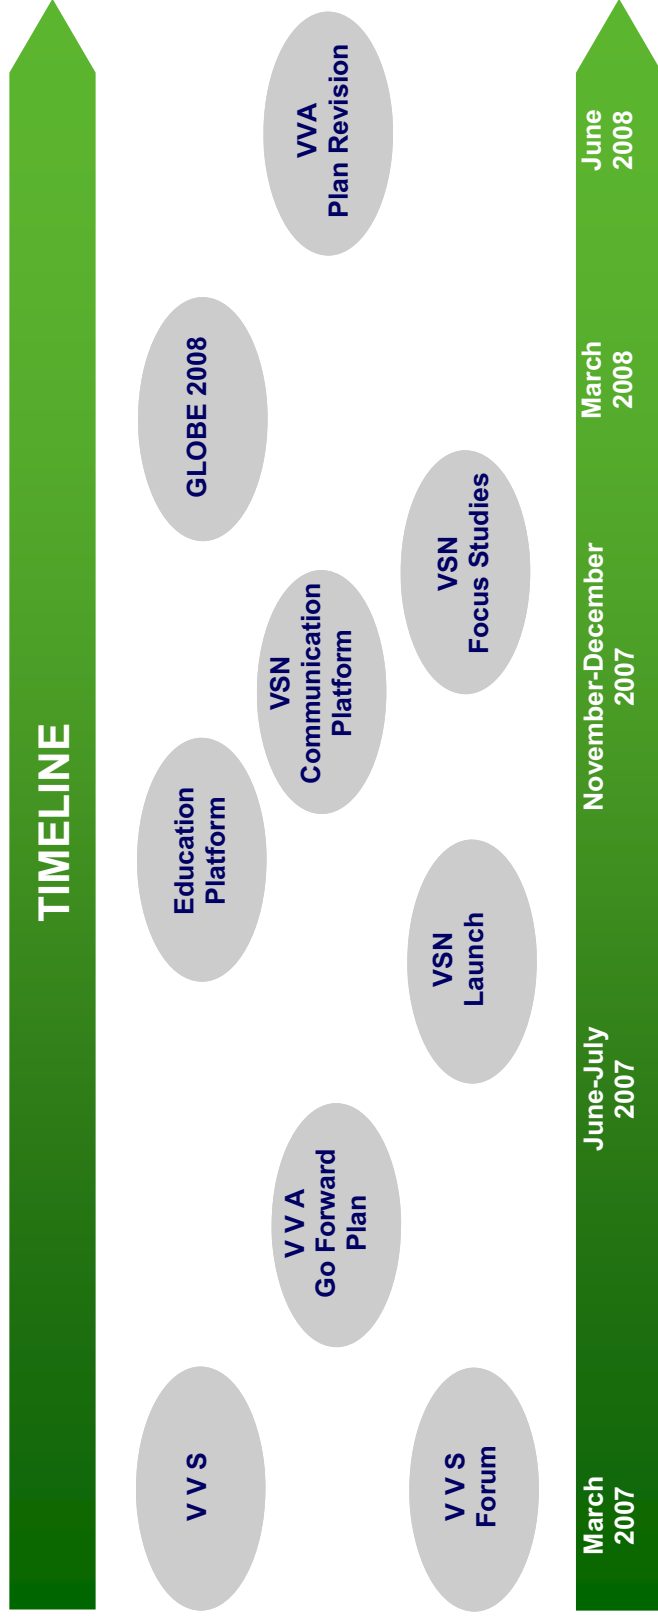 TIMELINE
V V S
V V S
Forum
V V A
Go Forward
Plan
Education
Platform
VSN
Launch
VSN
Communication
Platform
VSN
Focus Studies
GLOBE 2008
VVA
Plan Revision
March
2007
June-July
2007
November-December
2007
March
2008
June
2008